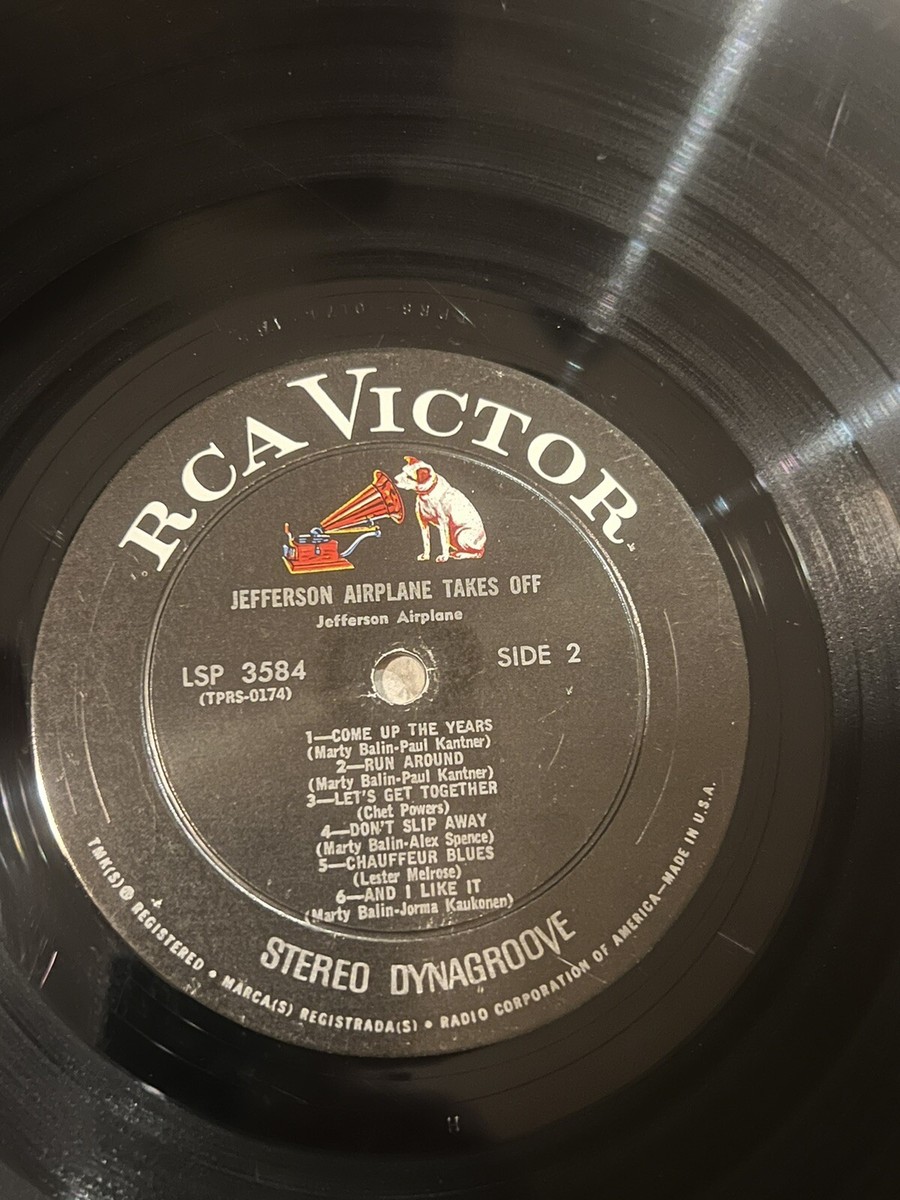 RCA VICTOR
JEFFERSON AIRPLANE TAKES OFF
Jefferson Airplane
LSP 3584
(TPRS-0174)
SIDE 2
1—COME UP THE YEARS
(Marty Balin-Paul Kantner)
2—RUN AROUND
(Marty Balin-Paul Kantner)
3—LET'S GET TOGETHER
(Chet Powers)
4—DON'T SLIP AWAY
(Marty Balin-Alex Spence)
5—CHAUFFEUR BLUES
(Lester Melrose)
6—AND I LIKE IT
(Marty Balin-Jorma Kaukonen)
STEREO DYNAGROOVE
TMK(S) ® REGISTERED • MARCA(S) REGISTRADA(S) • RADIO CORPORATION OF AMERICA—MADE IN U.S.A.